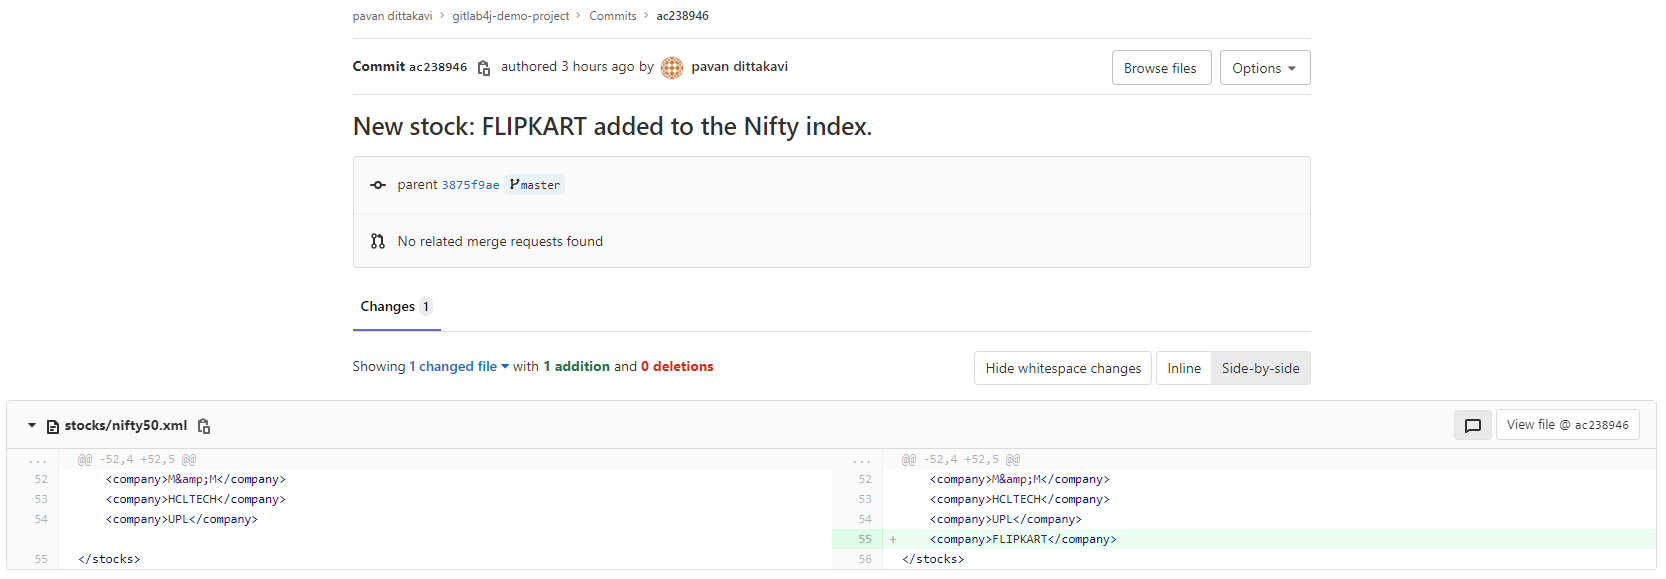 pavan dittakavi > gitlab4j-demo-project > Commits > ac238946
Commit ac238946 authored 3 hours ago by pavan dittakavi Browse files Options
New stock: FLIPKART added to the Nifty index.
parent 3875f9ae master
No related merge requests found
Changes 1
Showing 1 changed file with 1 addition and 0 deletions Hide whitespace changes Inline Side-by-side
stocks/nifty50.xml View file @ ac238946
... @@ -52,4 +52,5 @@ ... @@ -52,4 +52,5 @@
52 <company>M&amp;M</company> 52 <company>M&amp;M</company>
53 <company>HCLTECH</company> 53 <company>HCLTECH</company>
54 <company>UPL</company> 54 <company>UPL</company>
55 + <company>FLIPKART</company>
55 </stocks> 56 </stocks>